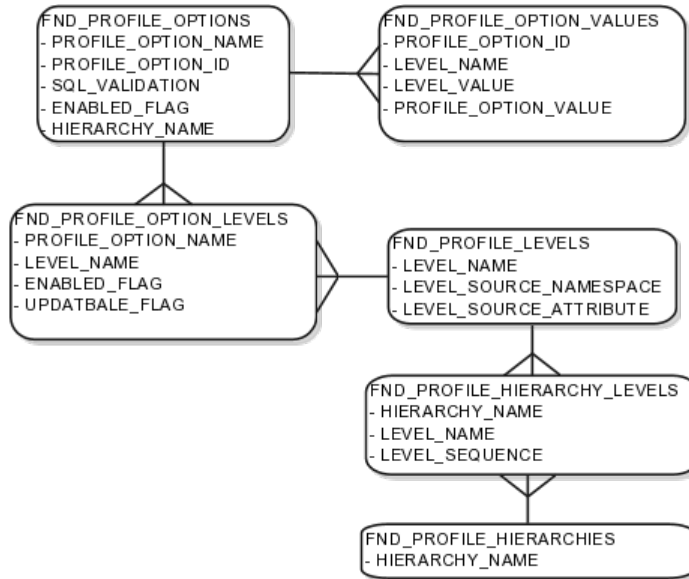 FND_PROFILE_OPTIONS
- PROFILE_OPTION_NAME
- PROFILE_OPTION_ID
- SQL_VALIDATION
- ENABLED_FLAG
- HIERARCHY_NAME
FND_PROFILE_OPTION_VALUES
- PROFILE_OPTION_ID
- LEVEL_NAME
- LEVEL_VALUE
- PROFILE_OPTION_VALUE
FND_PROFILE_OPTION_LEVELS
- PROFILE_OPTION_NAME
- LEVEL_NAME
- ENABLED_FLAG
- UPDATBALE_FLAG
FND_PROFILE_LEVELS
- LEVEL_NAME
- LEVEL_SOURCE_NAMESPACE
- LEVEL_SOURCE_ATTRIBUTE
FND_PROFILE_HIERARCHY_LEVELS
- HIERARCHY_NAME
- LEVEL_NAME
- LEVEL_SEQUENCE
FND_PROFILE_HIERARCHIES
- HIERARCHY_NAME